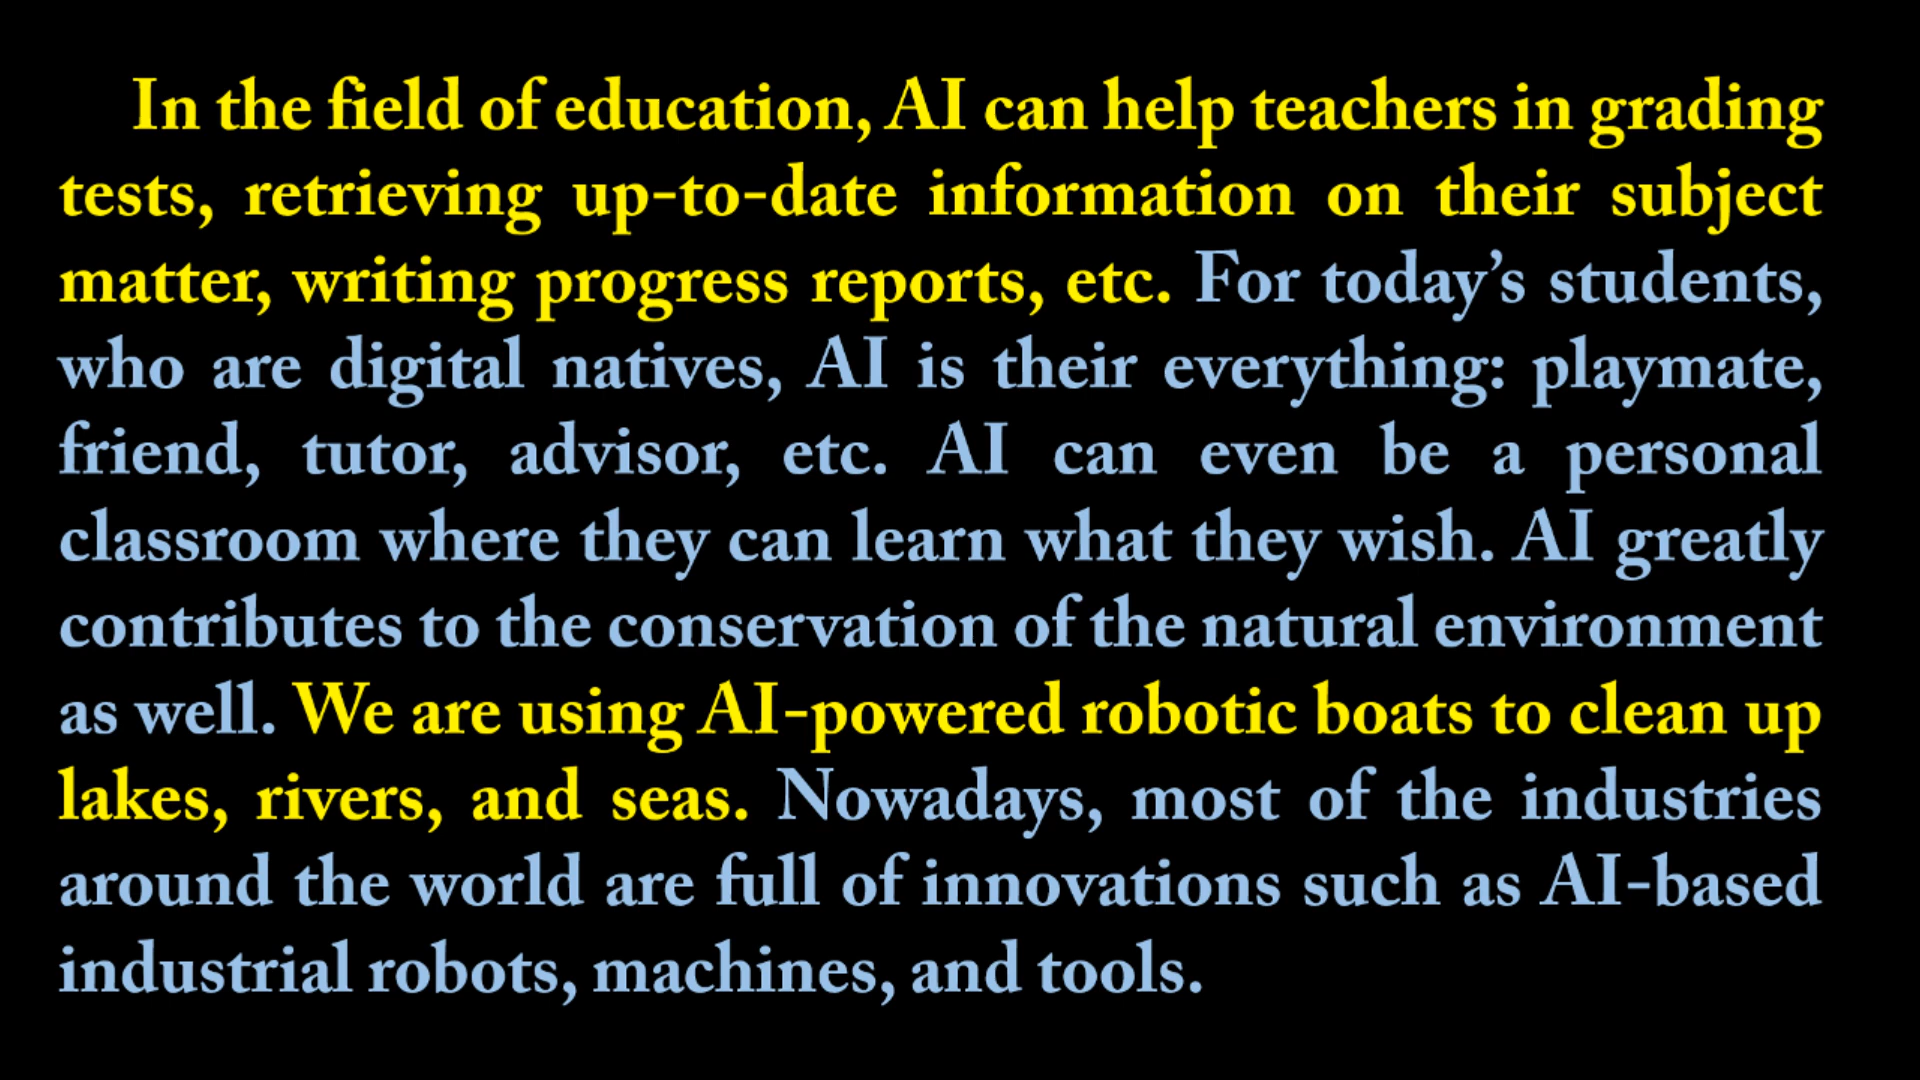 In the field of education, AI can help teachers in grading
tests, retrieving up-to-date information on their subject
matter, writing progress reports, etc. For today’s students,
who are digital natives, AI is their everything: playmate,
friend, tutor, advisor, etc. AI can even be a personal
classroom where they can learn what they wish. AI greatly
contributes to the conservation of the natural environment
as well. We are using AI-powered robotic boats to clean up
lakes, rivers, and seas. Nowadays, most of the industries
around the world are full of innovations such as AI-based
industrial robots, machines, and tools.